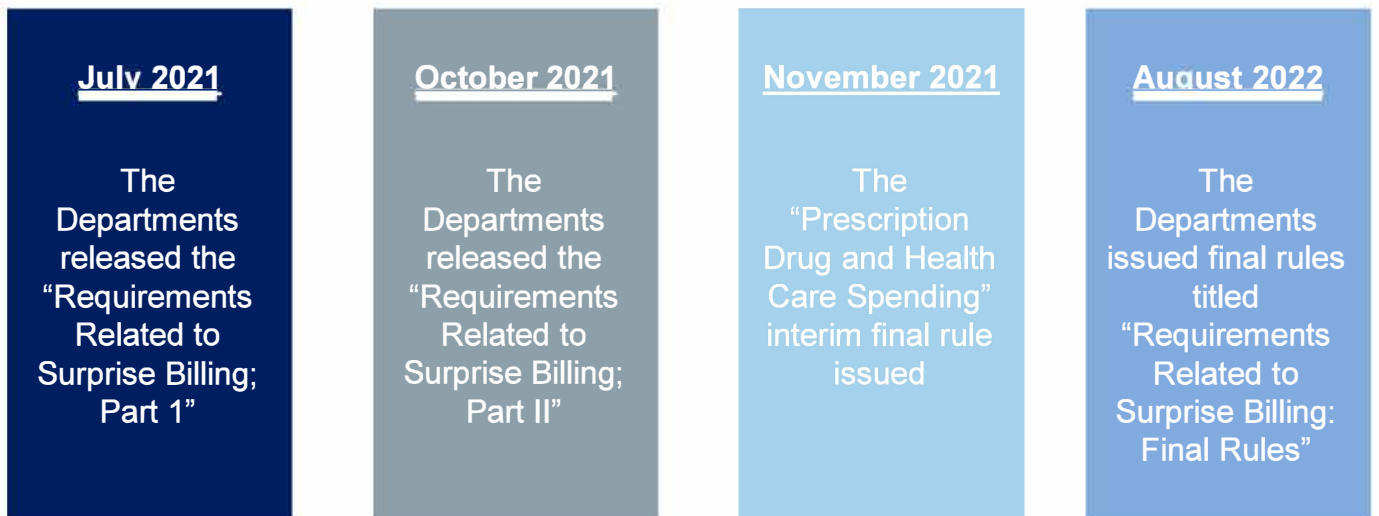 July 2021
The
Departments
released the
“Requirements
Related to
Surprise Billing;
Part 1”
October 2021
The
Departments
released the
“Requirements
Related to
Surprise Billing;
Part II”
November 2021
The
“Prescription
Drug and Health
Care Spending”
interim final rule
issued
August 2022
The
Departments
issued final rules
titled
“Requirements
Related to
Surprise Billing:
Final Rules”